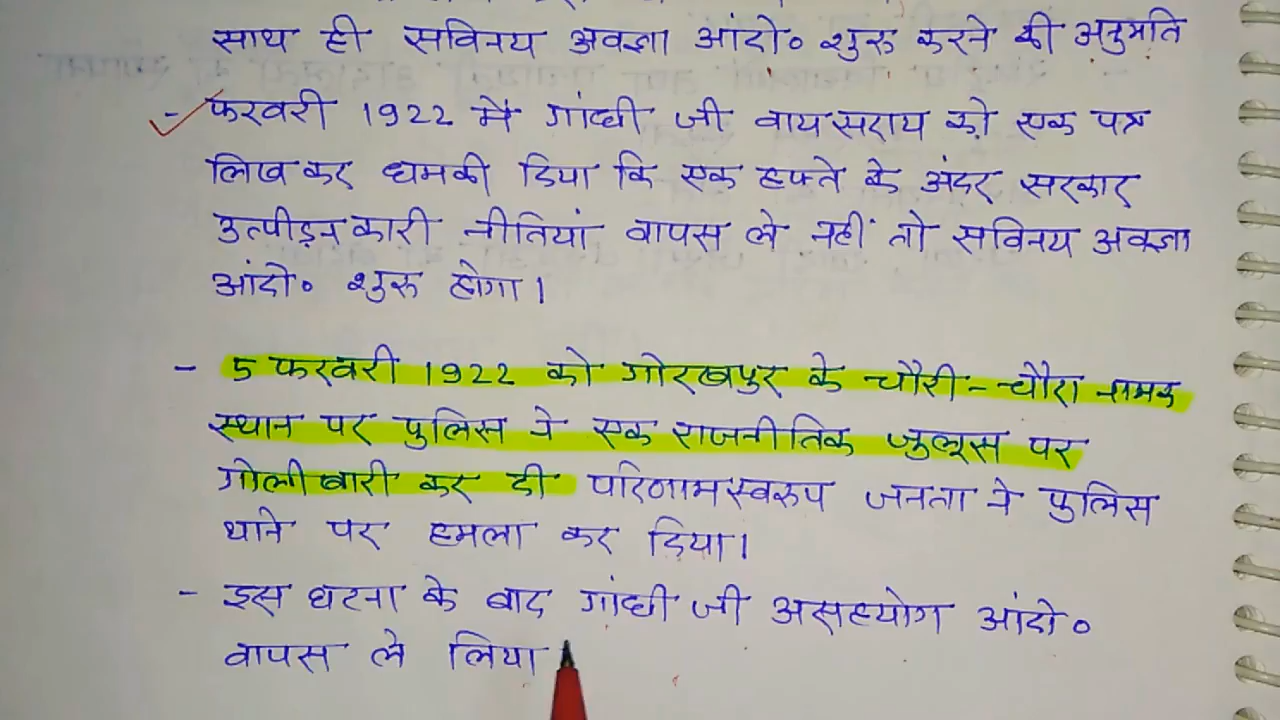 साथ ही सविनय अवज्ञा आंदो० शुरू करने की अनुमति
- फरवरी 1922 मे गांधी जी वायसराय को एक पत्र
लिख कर धमकी दिया कि एक हफ्ते के अंदर सरकार
उत्पीड़न कारी नीतियां वापस ले नहीं तो सविनय अवज्ञा
आंदो० शुरू होगा।
- 5 फरवरी 1922 को गोरखपुर के चौरी-चौरा नामक
स्थान पर पुलिस ने एक राजनीतिक जुलूस पर
गोलीबारी कर दी परिणामस्वरूप जनता ने पुलिस
थाने पर हमला कर दिया।
- इस घटना के बाद गांधी जी असहयोग आंदो०
वापस ले लिया